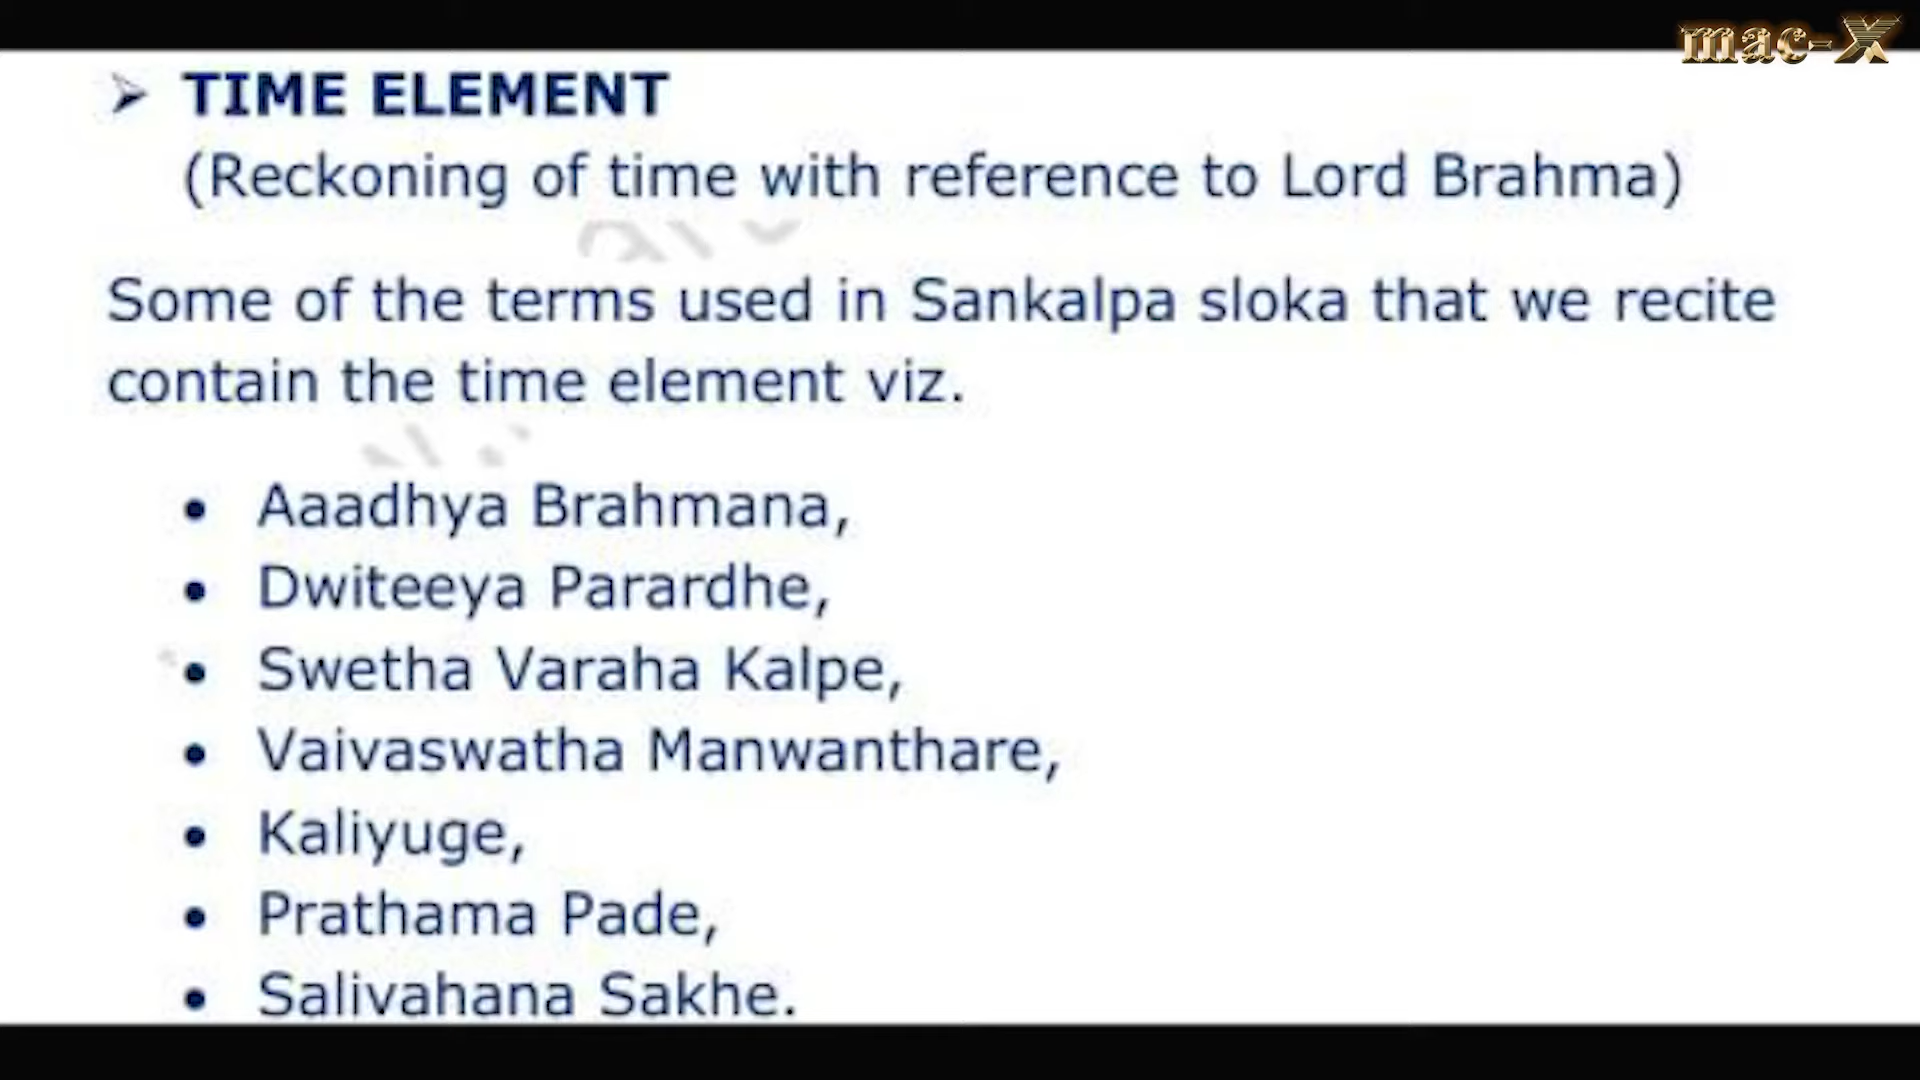 mac-X
➢ TIME ELEMENT
(Reckoning of time with reference to Lord Brahma)
Some of the terms used in Sankalpa sloka that we recite
contain the time element viz.
• Aaadhya Brahmana,
• Dwiteeya Parardhe,
• Swetha Varaha Kalpe,
• Vaivaswatha Manwanthare,
• Kaliyuge,
• Prathama Pade,
• Salivahana Sakhe.